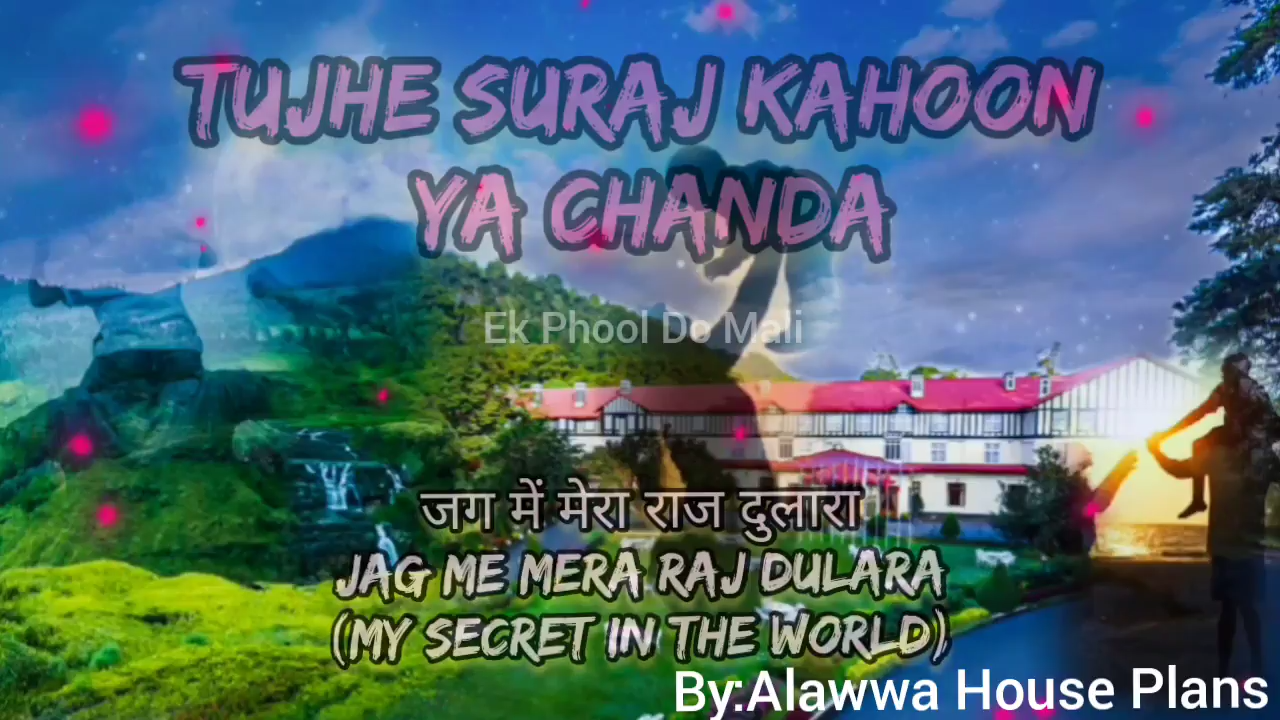 TUJHE SURAJ KAHOON
YA CHANDA
Ek Phool Do Mali
जग में मेरा राज दुलारा
JAG ME MERA RAJ DULARA
(MY SECRET IN THE WORLD)
By:Alawwa House Plans